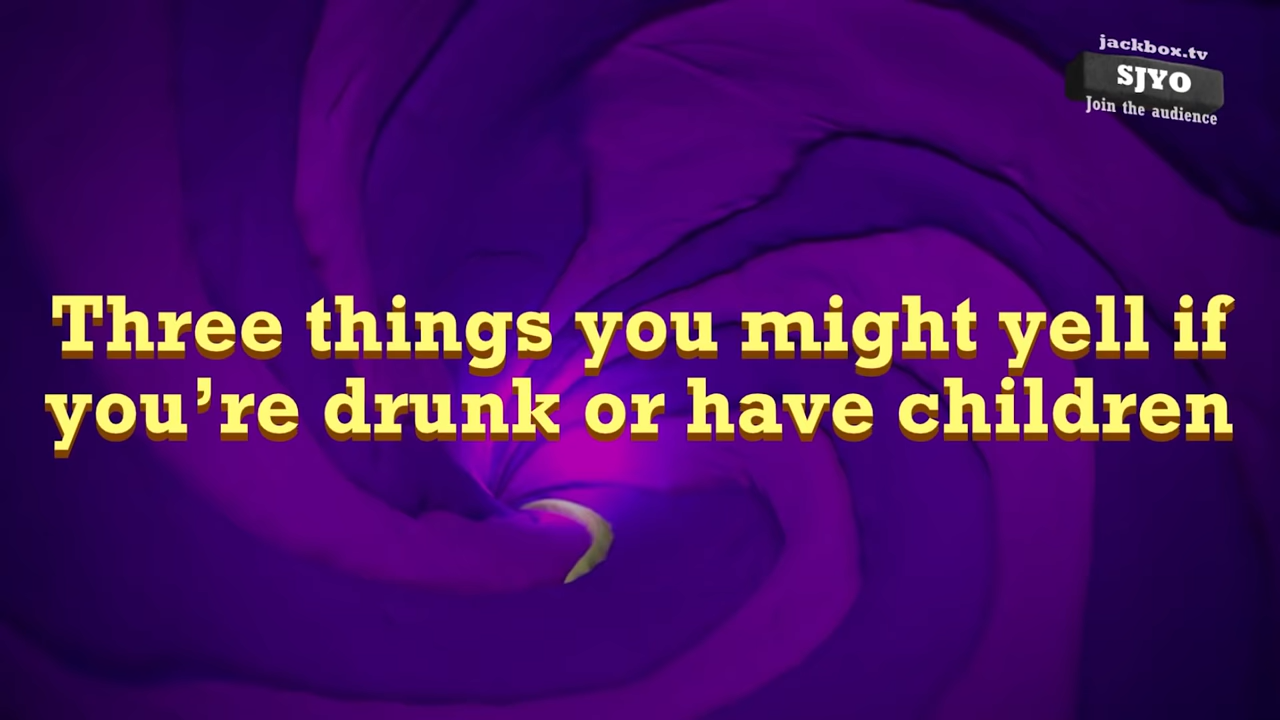 jackbox.tv
SJYO
Join the audience
Three things you might yell if
you’re drunk or have children